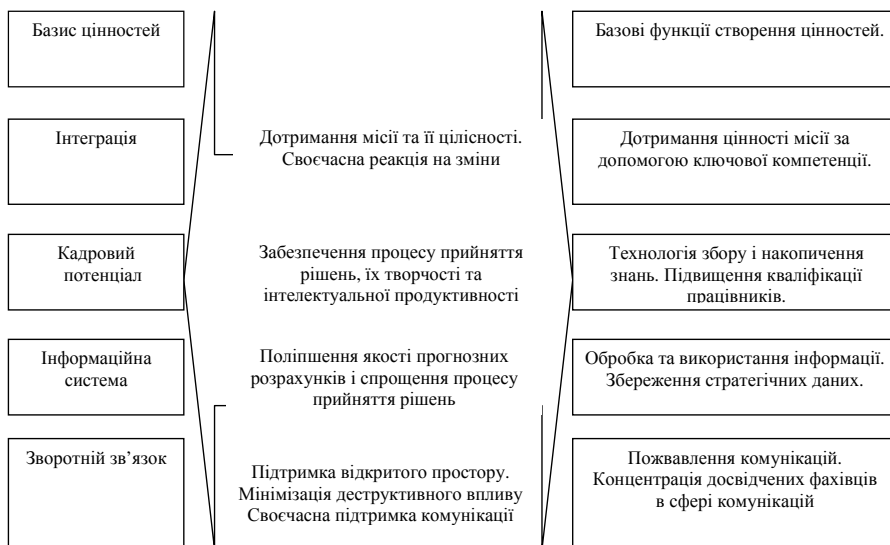 Базис цінностей
Базові функції створення цінностей.
Інтеграція
Дотримання місії та її цілісності.
Своєчасна реакція на зміни
Дотримання цінності місії за
допомогою ключової компетенції.
Кадровий
потенціал
Забезпечення процесу прийняття
рішень, їх творчості та
інтелектуальної продуктивності
Технологія збору і накопичення
знань. Підвищення кваліфікації
працівників.
Інформаційна
система
Поліпшення якості прогнозних
розрахунків і спрощення процесу
прийняття рішень
Обробка та використання інформації.
Збереження стратегічних даних.
Зворотній зв’язок
Підтримка відкритого простору.
Мінімізація деструктивного впливу
Своєчасна підтримка комунікації
Пожвавлення комунікацій.
Концентрація досвідчених фахівців
в сфері комунікацій